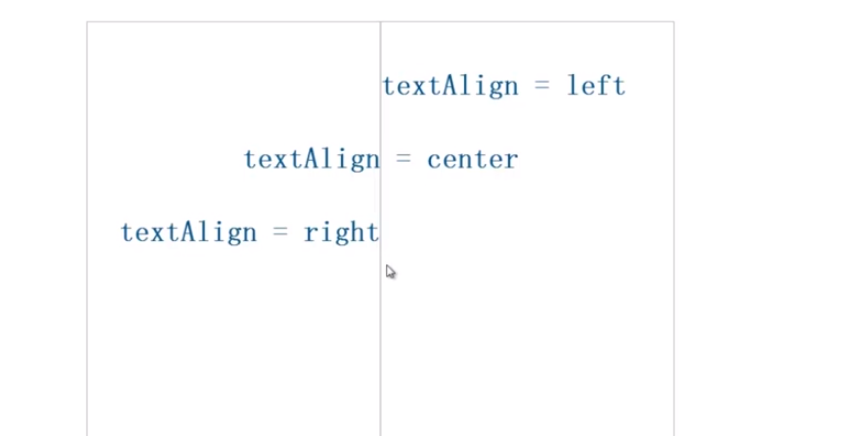 textAlign = left
textAlign = center
textAlign = right